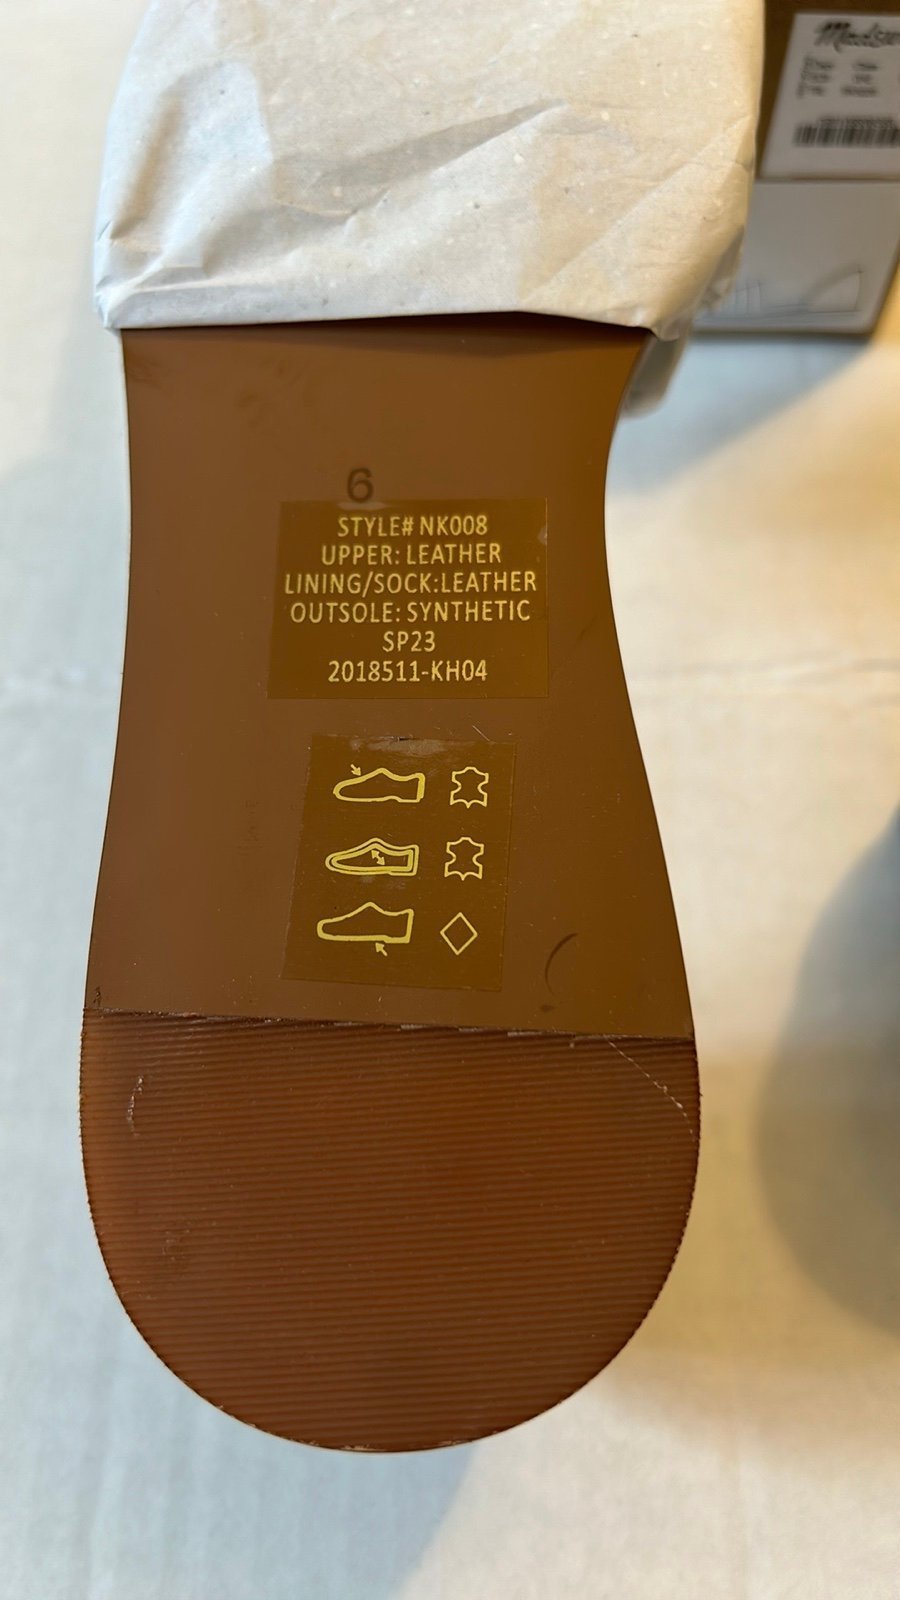 6
STYLE# NK008
UPPER: LEATHER
LINING/SOCK:LEATHER
OUTSOLE: SYNTHETIC
SP23
2018511-KH04